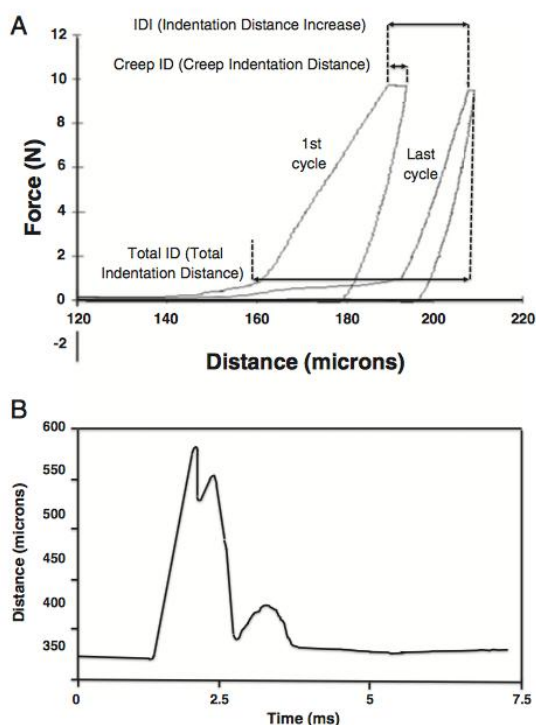 A
IDI (Indentation Distance Increase)
Creep ID (Creep Indentation Distance)
1st
cycle
Last
cycle
Total ID (Total
Indentation Distance)
Force (N)
12
10
8
6
4
2
0
-2
120
140
160
180
200
220
Distance (microns)
B
Distance (microns)
600
550
500
450
400
350
0
2.5
5
7.5
Time (ms)